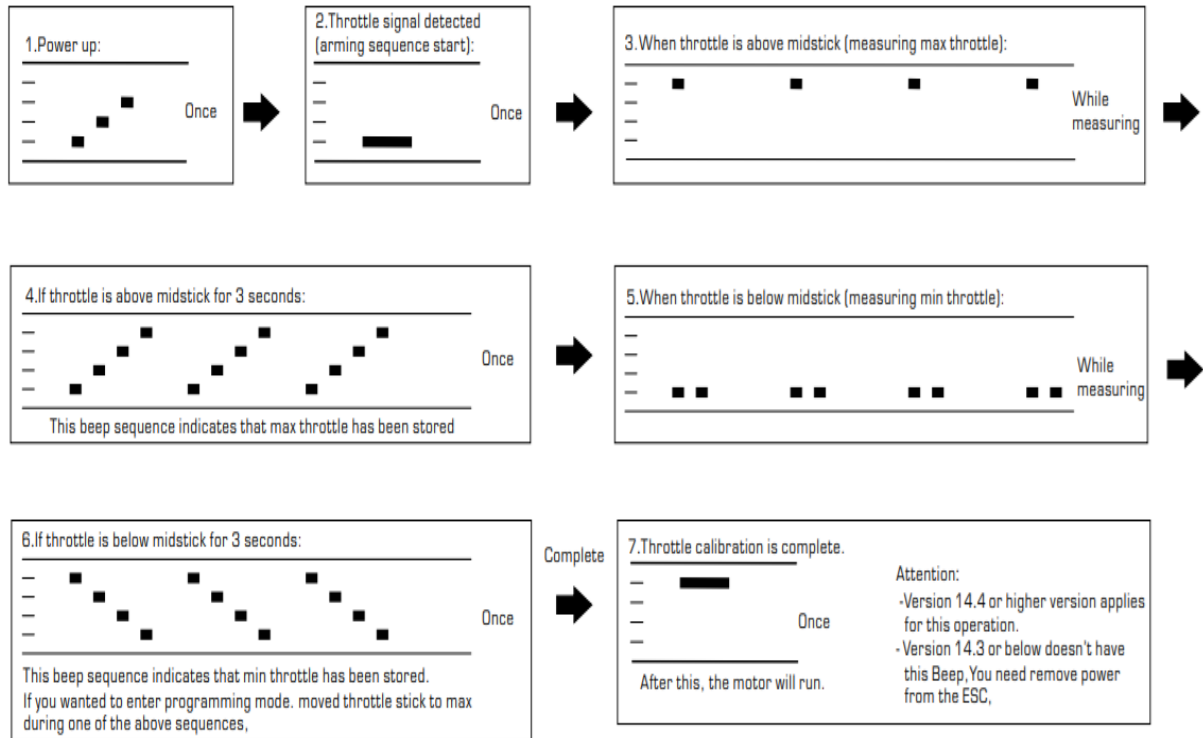 1.Power up:
Once
2.Throttle signal detected
(arming sequence start):
Once
3.When throttle is above midstick (measuring max throttle):
While
measuring
4.If throttle is above midstick for 3 seconds:
Once
This beep sequence indicates that max throttle has been stored
5.When throttle is below midstick (measuring min throttle):
While
measuring
6.If throttle is below midstick for 3 seconds:
Once
This beep sequence indicates that min throttle has been stored.
If you wanted to enter programming mode. moved throttle stick to max
during one of the above sequences,
Complete
7.Throttle calibration is complete.
Once
After this, the motor will run.
Attention:
-Version 14.4 or higher version applies
for this operation.
- Version 14.3 or below doesn't have
this Beep,You need remove power
from the ESC,